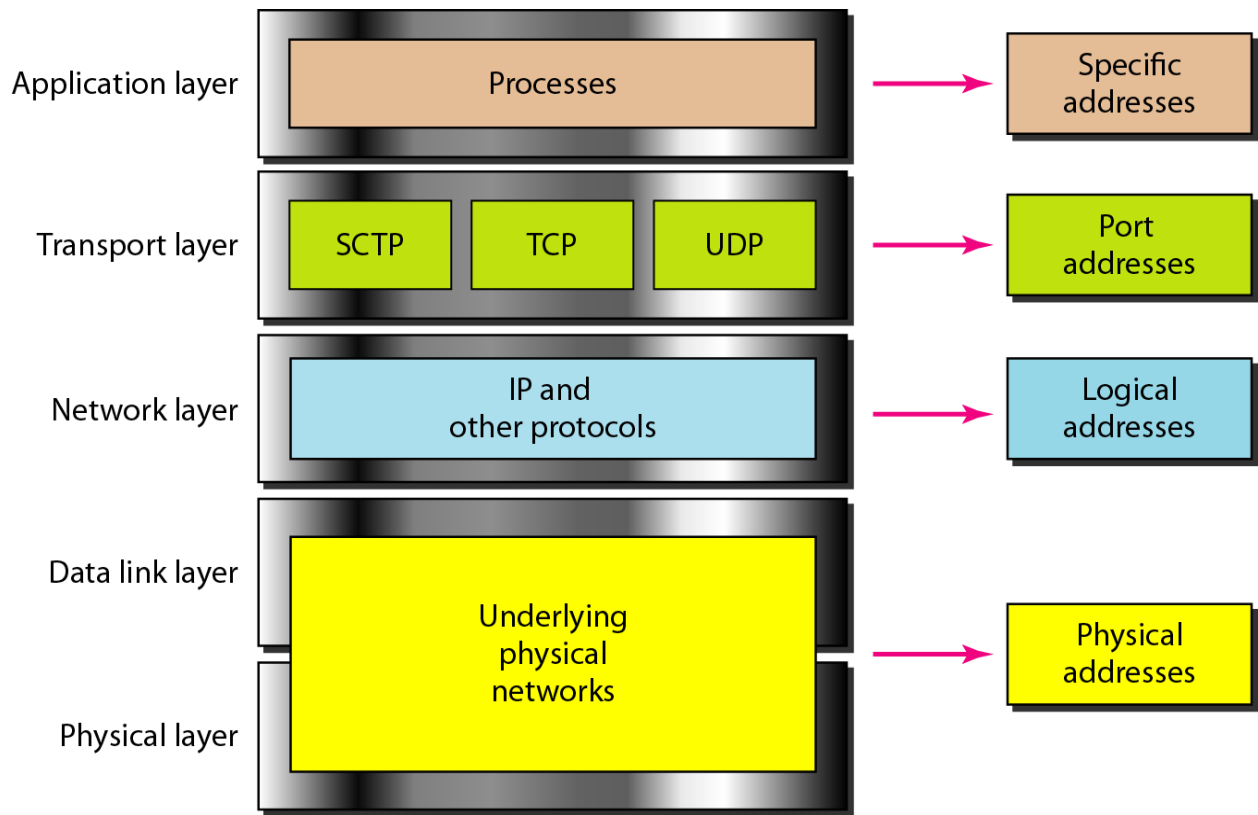 Application layer
Processes
Specific
addresses
Transport layer
SCTP
TCP
UDP
Port
addresses
Network layer
IP and
other protocols
Logical
addresses
Data link layer
Underlying
physical
networks
Physical
addresses
Physical layer